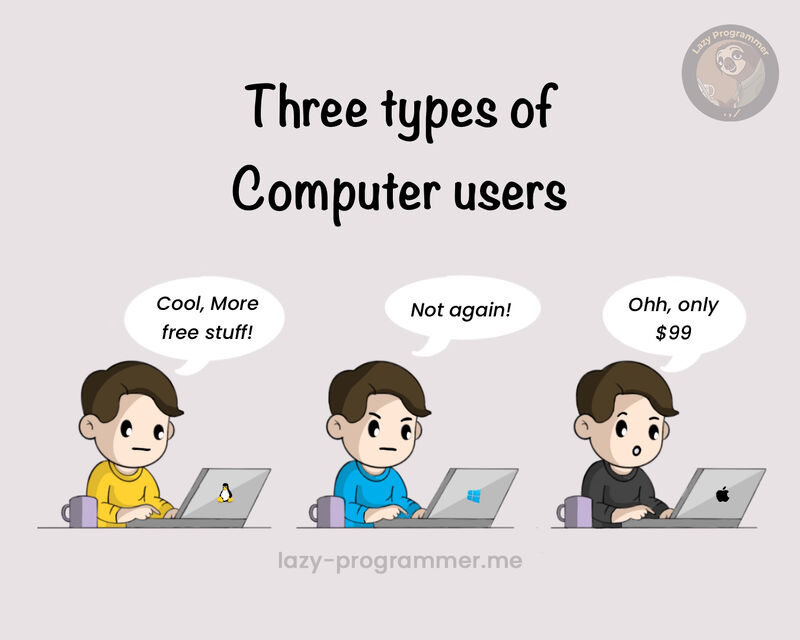 Lazy Programmer
Three types of
Computer users
Cool, More
free stuff!
Not again!
Ohh, only
$99
lazy-programmer.me